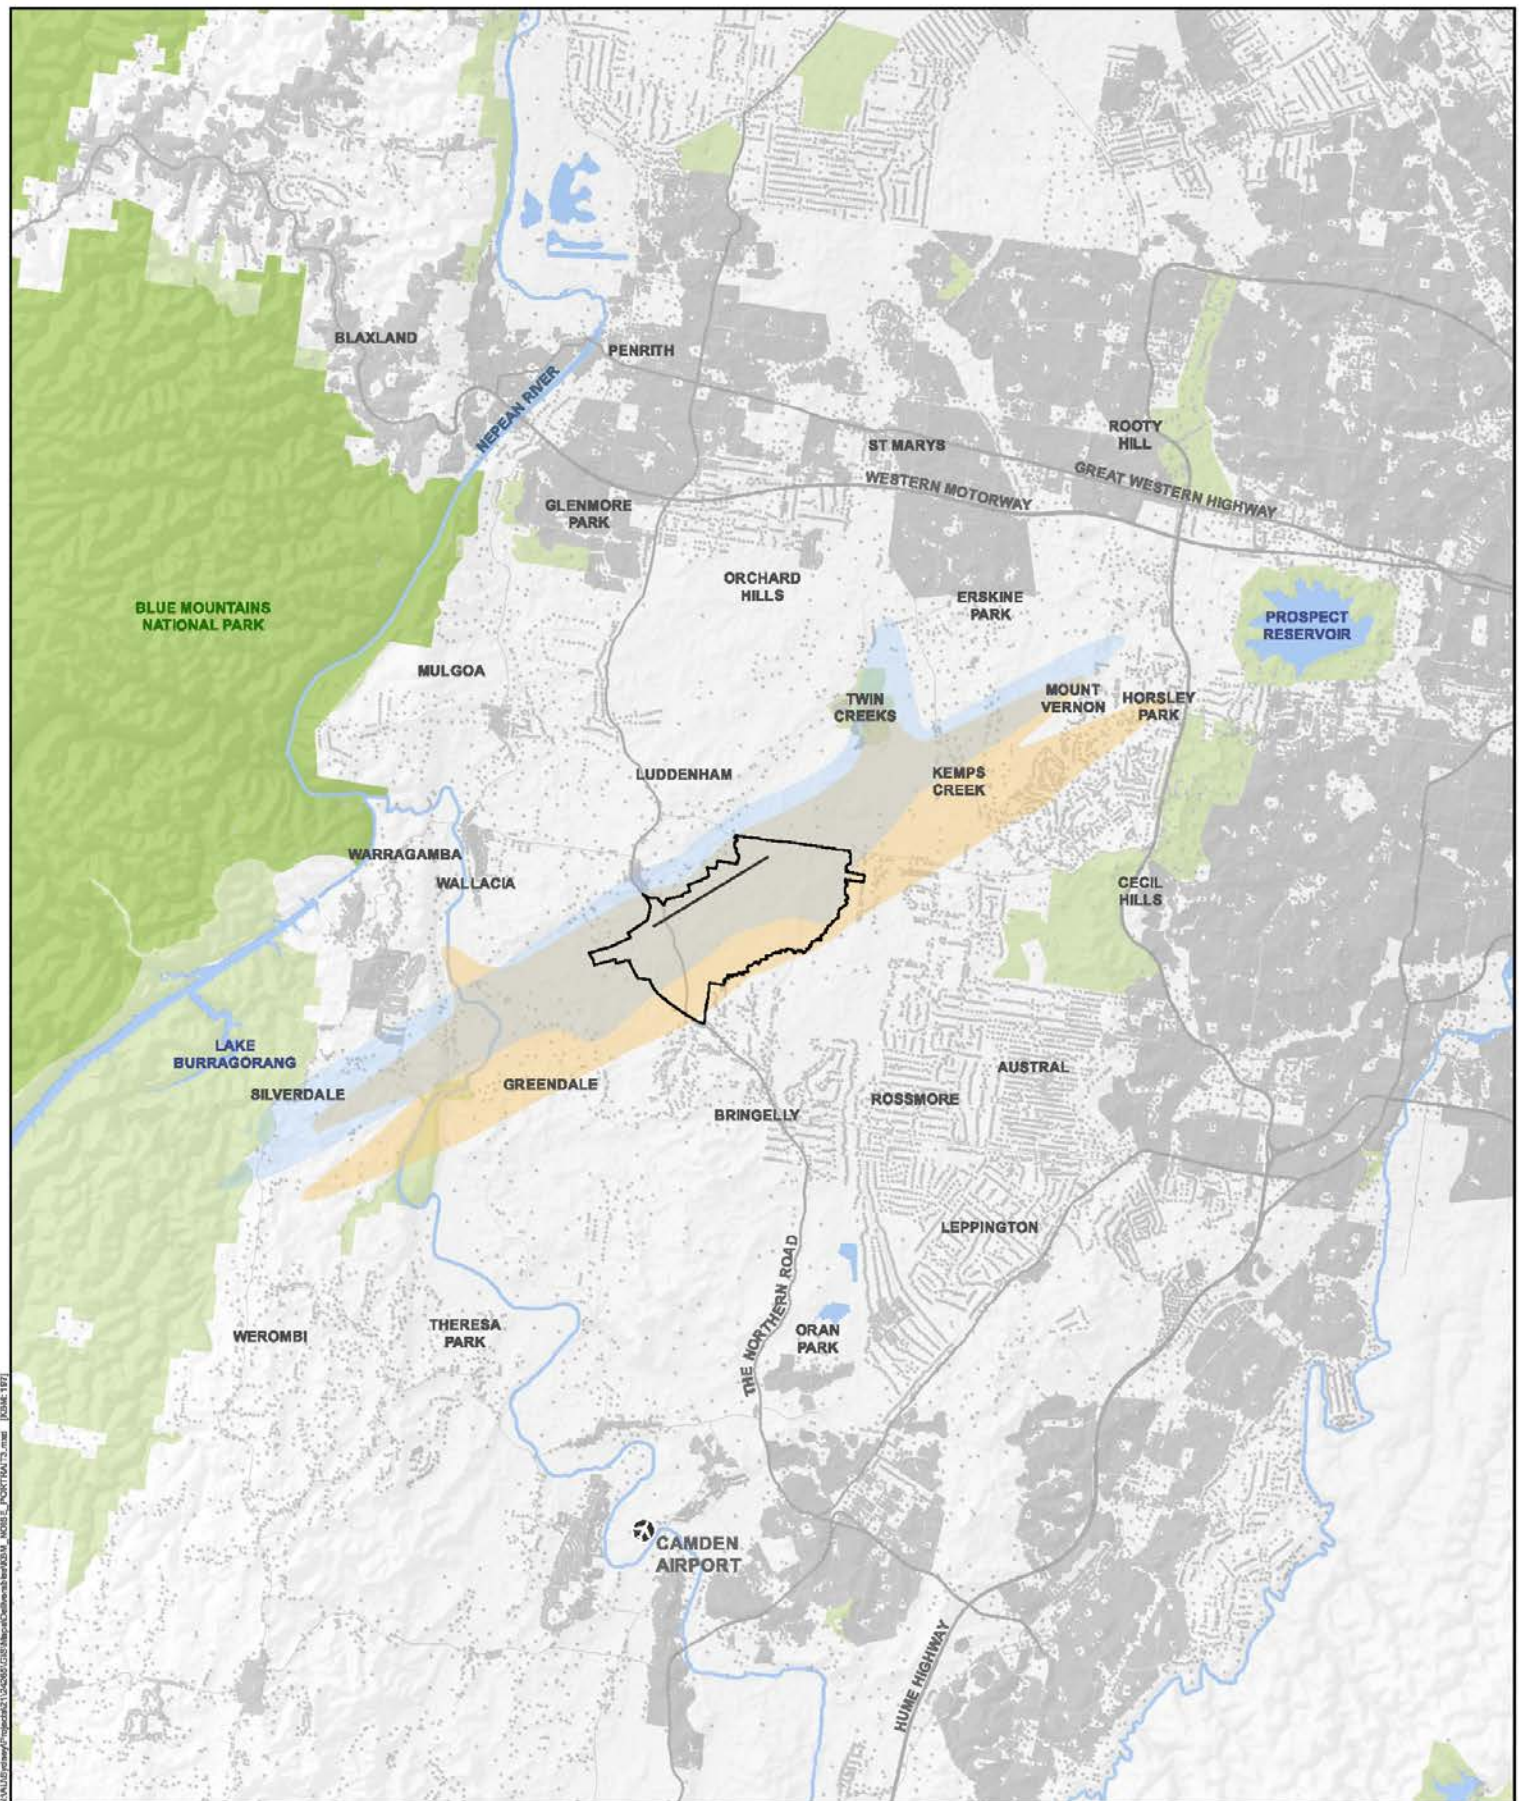 BLAXLAND
PENRITH
NEPEAN RIVER
ROOTY
HILL
ST MARYS
GREAT WESTERN HIGHWAY
WESTERN MOTORWAY
GLENMORE
PARK
ORCHARD
HILLS
ERSKINE
PARK
BLUE MOUNTAINS
NATIONAL PARK
PROSPECT
RESERVOIR
MULGOA
TWIN
CREEKS
MOUNT
VERNON
HORSLEY
PARK
LUDDENHAM
KEMPS
CREEK
WARRAGAMBA
WALLACIA
CECIL
HILLS
LAKE
BURRAGORANG
SILVERDALE
GREENDALE
AUSTRAL
ROSSMORE
BRINGELLY
LEPPINGTON
THE NORTHERN ROAD
WEROMBI
THERESA
PARK
ORAN
PARK
CAMDEN
AIRPORT
HUME HIGHWAY